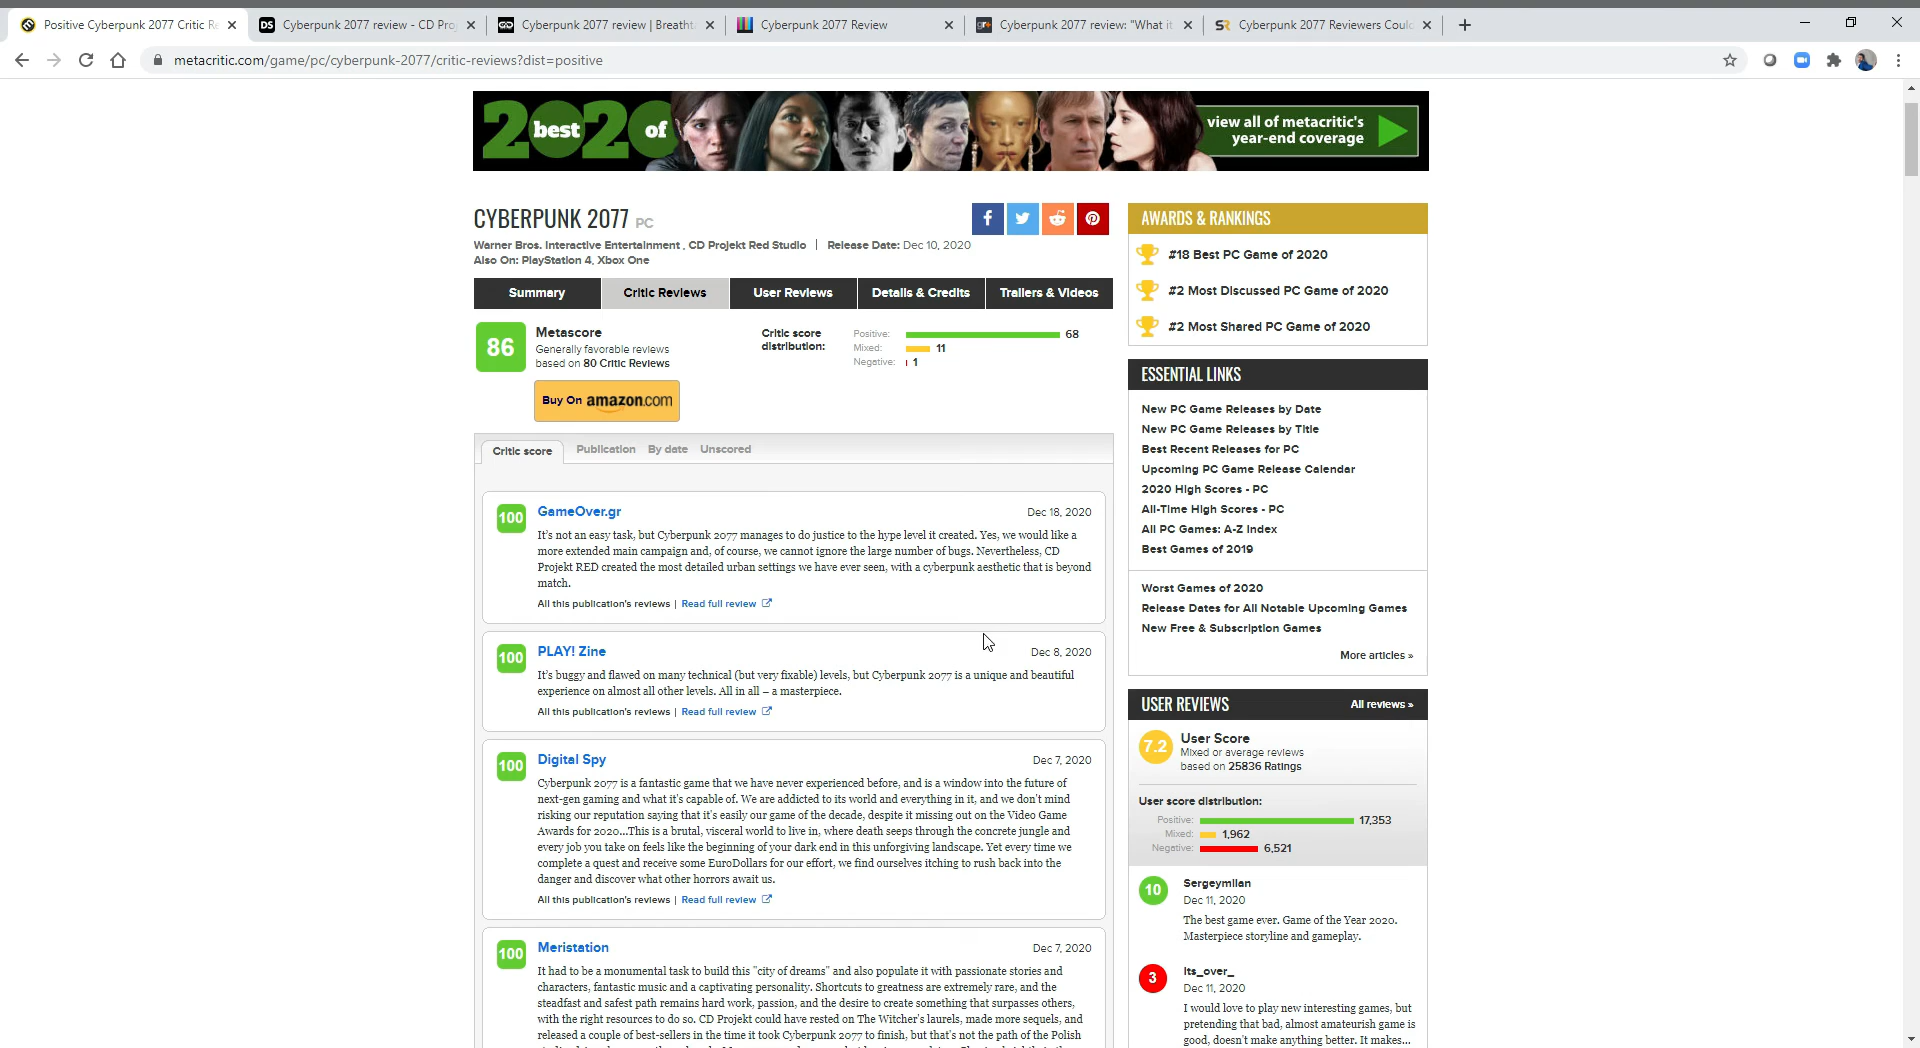 Positive Cyberpunk 2077 Critic Re
DS Cyberpunk 2077 review - CD Proj
Cyberpunk 2077 review | Breathta
Cyberpunk 2077 Review
gr+ Cyberpunk 2077 review: "What it
SR Cyberpunk 2077 Reviewers Could
metacritic.com/game/pc/cyberpunk-2077/critic-reviews?dist=positive
2020 best of
view all of metacritic's
year-end coverage
CYBERPUNK 2077 PC
Warner Bros. Interactive Entertainment , CD Projekt Red Studio | Release Date: Dec 10, 2020
Also On: PlayStation 4, Xbox One
Summary
Critic Reviews
User Reviews
Details & Credits
Trailers & Videos
86
Metascore
Generally favorable reviews
based on 80 Critic Reviews
Critic score
distribution:
Positive: 68
Mixed: 11
Negative: 1
Buy On amazon.com
Critic score
Publication
By date
Unscored
100
GameOver.gr
Dec 18, 2020
It's not an easy task, but Cyberpunk 2077 manages to do justice to the hype level it created. Yes, we would like a
more extended main campaign and, of course, we cannot ignore the large number of bugs. Nevertheless, CD
Projekt RED created the most detailed urban settings we have ever seen, with a cyberpunk aesthetic that is beyond
match.
All this publication's reviews | Read full review
100
PLAY! Zine
Dec 8, 2020
It's buggy and flawed on many technical (but very fixable) levels, but Cyberpunk 2077 is a unique and beautiful
experience on almost all other levels. All in all – a masterpiece.
All this publication's reviews | Read full review
100
Digital Spy
Dec 7, 2020
Cyberpunk 2077 is a fantastic game that we have never experienced before, and is a window into the future of
next-gen gaming and what it's capable of. We are addicted to its world and everything in it, and we don't mind
risking our reputation saying that it's easily our game of the decade, despite it missing out on the Video Game
Awards for 2020...This is a brutal, visceral world to live in, where death seeps through the concrete jungle and
every job you take on feels like the beginning of your dark end in this unforgiving landscape. Yet every time we
complete a quest and receive some EuroDollars for our effort, we find ourselves itching to rush back into the
danger and discover what other horrors await us.
All this publication's reviews | Read full review
100
Meristation
Dec 7, 2020
It had to be a monumental task to build this "city of dreams" and also populate it with passionate stories and
characters, fantastic music and a captivating personality. Shortcuts to greatness are extremely rare, and the
steadfast and safest path remains hard work, passion, and the desire to create something that surpasses others,
with the right resources to do so. CD Projekt could have rested on The Witcher's laurels, made more sequels, and
released a couple of best-sellers in the time it took Cyberpunk 2077 to finish, but that's not the path of the Polish
AWARDS & RANKINGS
#18 Best PC Game of 2020
#2 Most Discussed PC Game of 2020
#2 Most Shared PC Game of 2020
ESSENTIAL LINKS
New PC Game Releases by Date
New PC Game Releases by Title
Best Recent Releases for PC
Upcoming PC Game Release Calendar
2020 High Scores - PC
All-Time High Scores - PC
All PC Games: A-Z Index
Best Games of 2019
Worst Games of 2020
Release Dates for All Notable Upcoming Games
New Free & Subscription Games
More articles »
USER REVIEWS
All reviews »
7.2
User Score
Mixed or average reviews
based on 25836 Ratings
User score distribution:
Positive: 17,353
Mixed: 1,962
Negative: 6,521
10
Sergeymilan
Dec 11, 2020
The best game ever. Game of the Year 2020.
Masterpiece storyline and gameplay.
3
Its_over_
Dec 11, 2020
I would love to play new interesting games, but
pretending that bad, almost amateurish game is
good, doesn't make anything better. It makes...